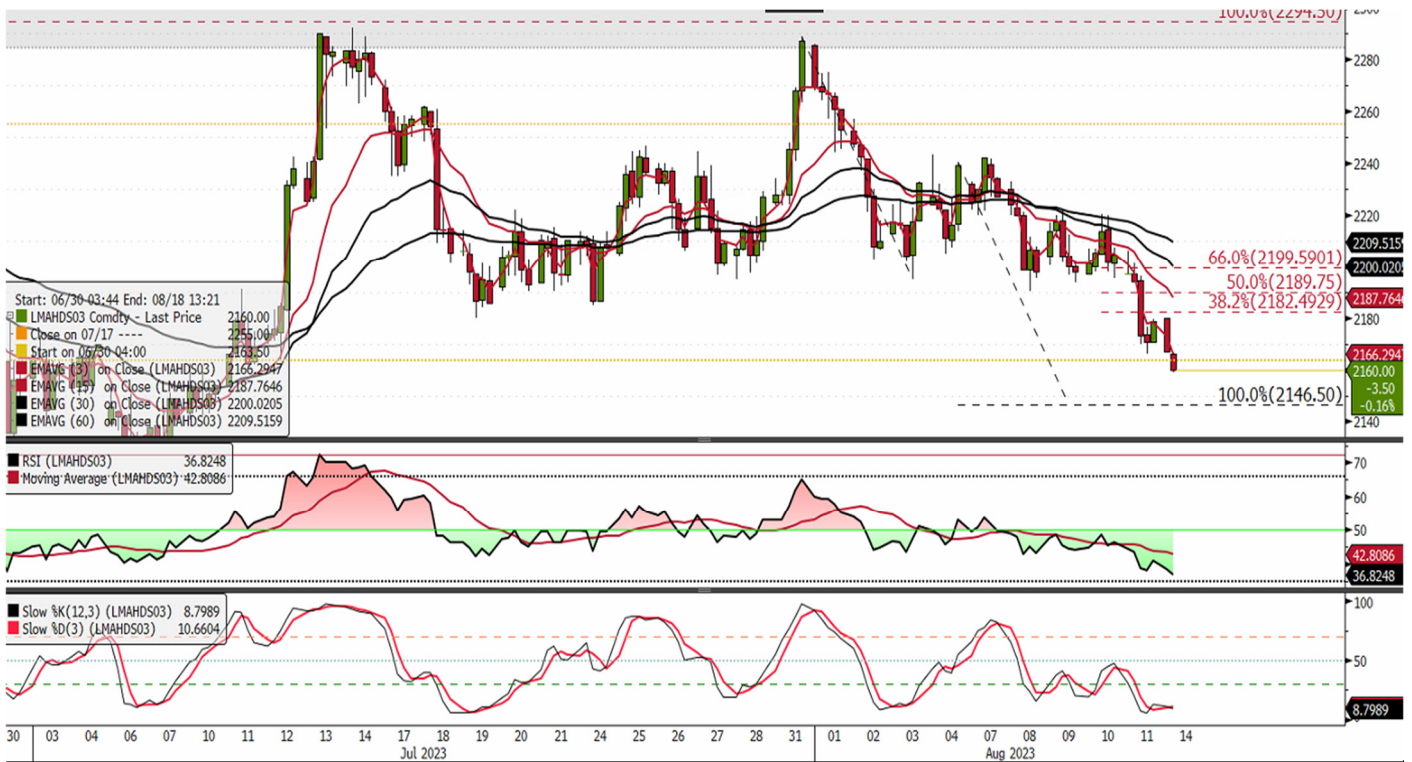 2300
100.0%(2294.50)
2280
2260
2240
2220
2209.5159
2200.0205
66.0%(2199.5901)
50.0%(2189.75)
2187.7646
38.2%(2182.4929)
2180
2166.2947
2160.00
-3.50
-0.16%
100.0%(2146.50)
2140
Start: 06/30 03:44 End: 08/18 13:21
LMAHDS03 Comdty - Last Price 2160.00
Close on 07/17 ---- 2255.00
Start on 06/30 04:00 2163.50
EMAVG (3) on Close (LMAHDS03) 2166.2947
EMAVG (15) on Close (LMAHDS03) 2187.7646
EMAVG (30) on Close (LMAHDS03) 2200.0205
EMAVG (60) on Close (LMAHDS03) 2209.5159
RSI (LMAHDS03) 36.8248
Moving Average (LMAHDS03) 42.8086
70
60
50
42.8086
36.8248
Slow %K(12,3) (LMAHDS03) 8.7989
Slow %D(3) (LMAHDS03) 10.6604
100
50
8.7989
30 03 04 05 06 07 10 11 12 13 14 17 18 19 20 21 24 25 26 27 28 31 01 02 03 04 07 08 09 10 11 14
Jul 2023 Aug 2023